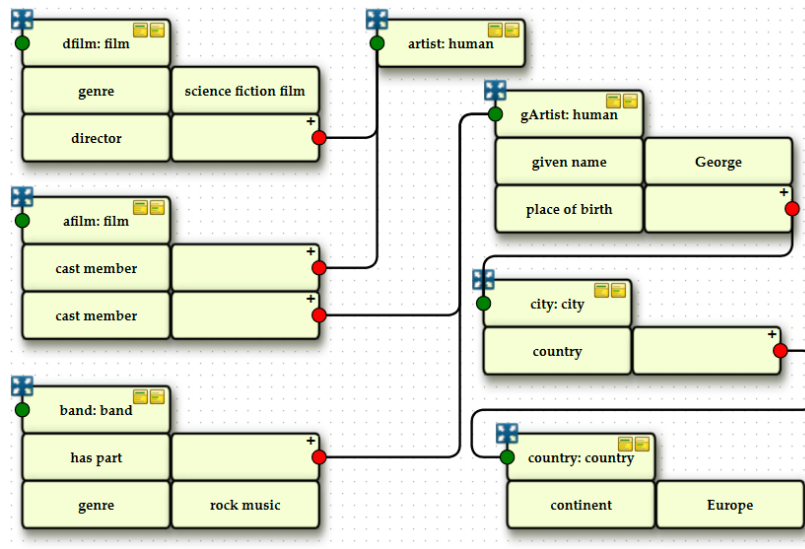 dfilm: film
genre
science fiction film
director
+
artist: human
afilm: film
cast member
+
cast member
+
band: band
has part
+
genre
rock music
gArtist: human
given name
George
place of birth
+
city: city
country
+
country: country
continent
Europe